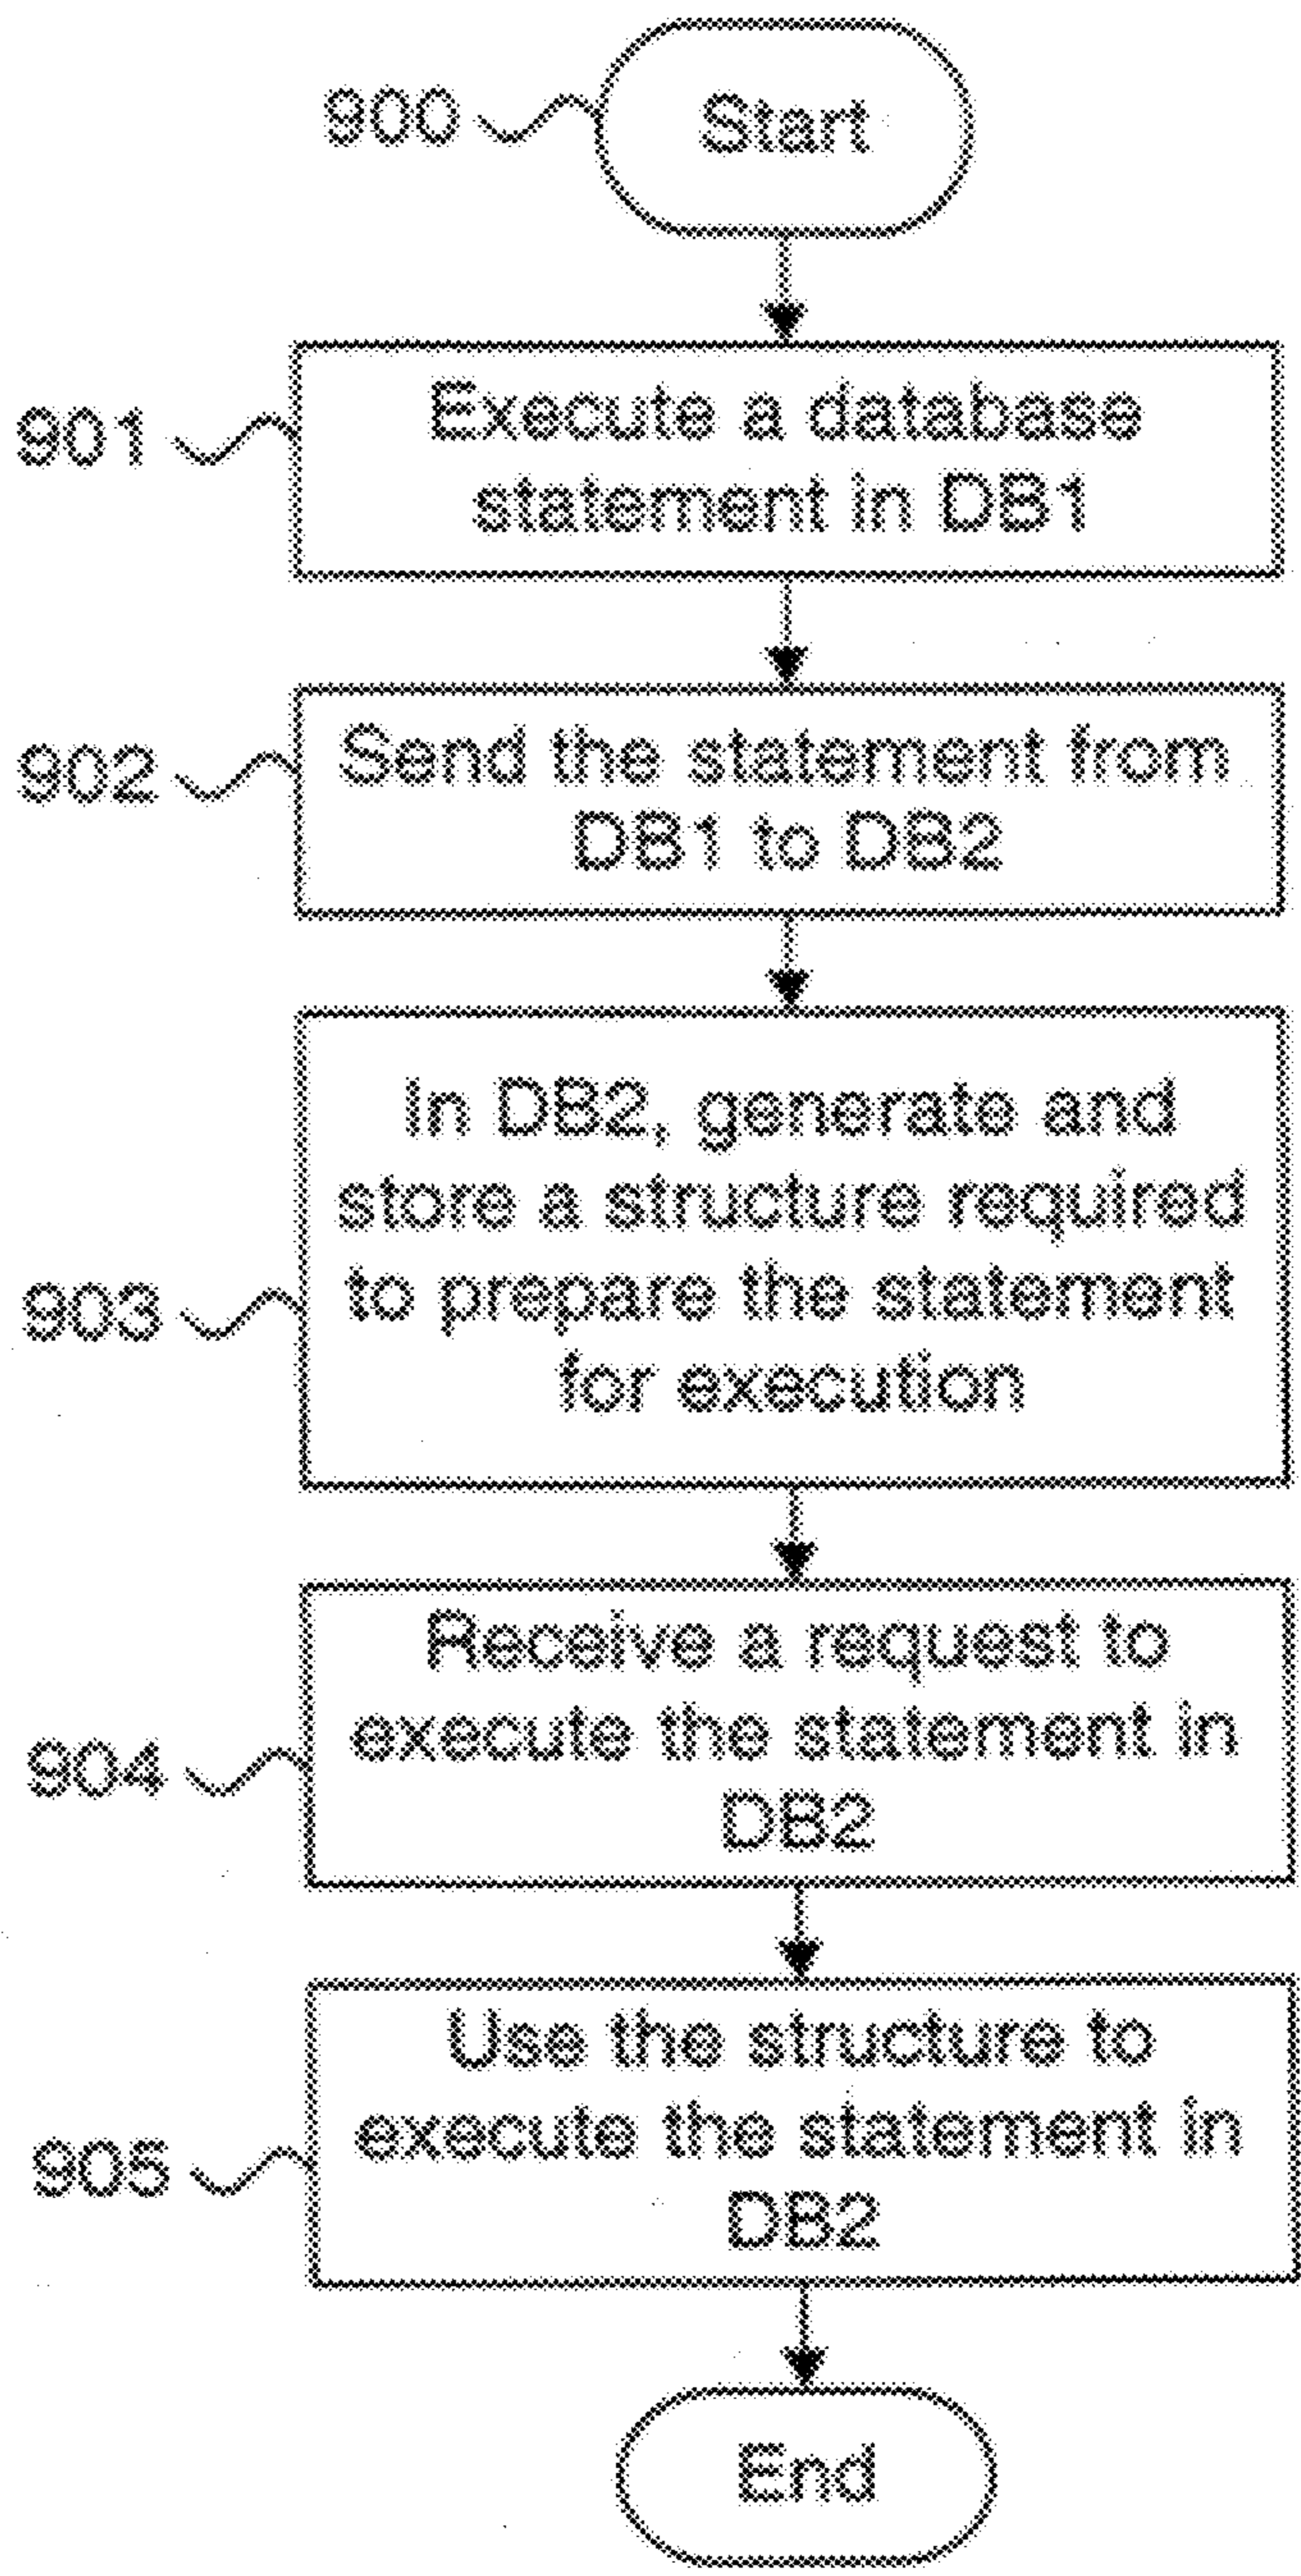 900
Start
901
Execute a database
statement in DB1
902
Send the statement from
DB1 to DB2
903
In DB2, generate and
store a structure required
to prepare the statement
for execution
904
Receive a request to
execute the statement in
DB2
905
Use the structure to
execute the statement in
DB2
End